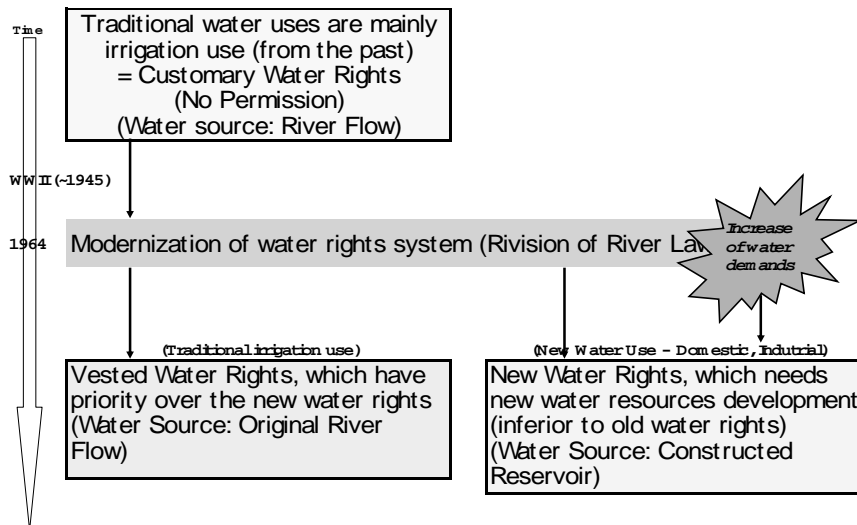 Time
Traditional water uses are mainly
irrigation use (from the past)
= Customary Water Rights
(No Permission)
(Water source: River Flow)
WWII (~1945)
1964
Modernization of water rights system (Rivision of River Law
Increase
of water
demands
(Traditional irrigation use)
Vested Water Rights, which have
priority over the new water rights
(Water Source: Original River
Flow)
(New Water Use - Domestic, Indutrial)
New Water Rights, which needs
new water resources development
(inferior to old water rights)
(Water Source: Constructed
Reservoir)